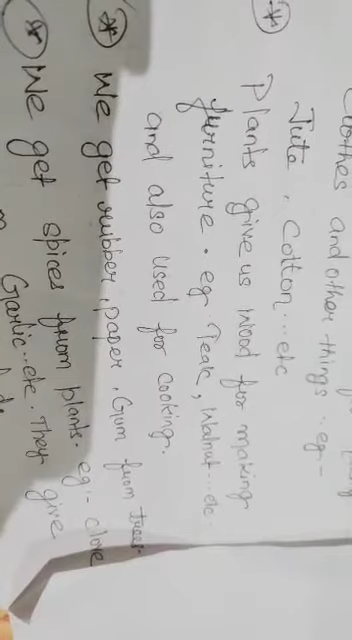 Clothes and other things. eg-
Jute, Cotton...etc
* Plants give us wood for making
furniture. eg. Teak, Walnut...etc.
and also used for cooking.
* We get rubber, paper, Gum from trees.
* We get spices from plants. eg:- clove
Garlic...etc. They give